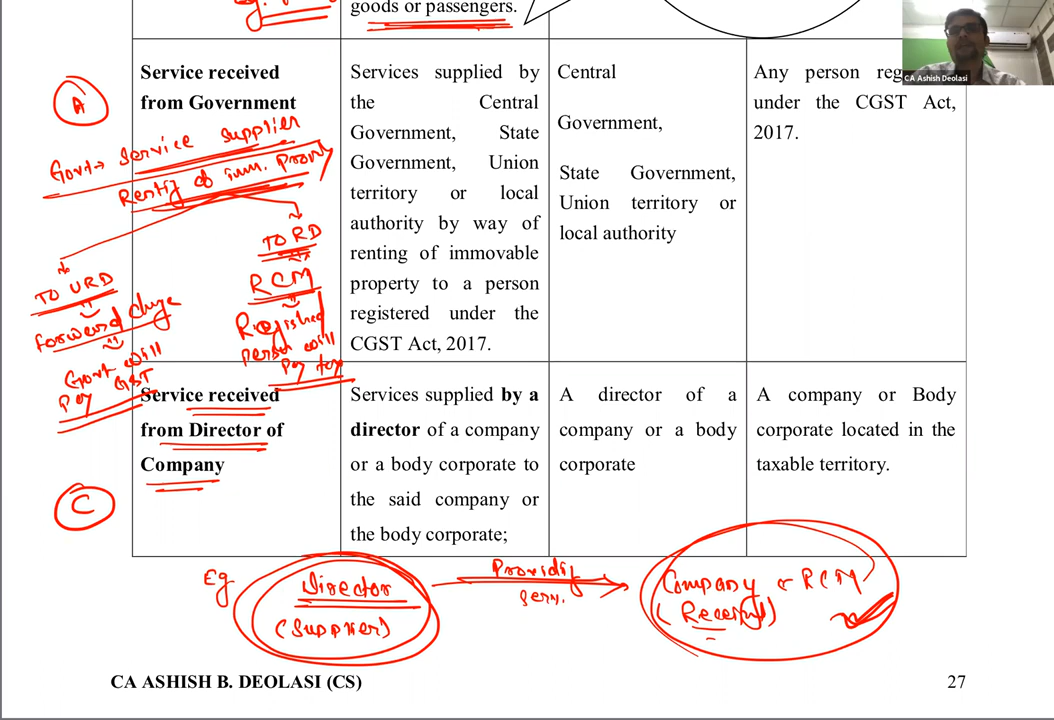 goods or passengers.
CA Ashish Deolasi
Service received
from Government
Services supplied by
the Central
Government, State
Government, Union
territory or local
authority by way of
renting of immovable
property to a person
registered under the
CGST Act, 2017.
Central
Government,
State Government,
Union territory or
local authority
Any person reg
under the CGST Act,
2017.
A
Govt → Service Supplier
Renting of imm. Prop
TO URD
Forward charge
Govt will
Pay GST
TO RD
RCM
Registered
person will
Pay tax
Service received
from Director of
Company
Services supplied by a
director of a company
or a body corporate to
the said company or
the body corporate;
A director of a
company or a body
corporate
A company or Body
corporate located in the
taxable territory.
C
Eg
Director
(Supplier)
Providing
Serv.
Company RCM
(Receiver)
CA ASHISH B. DEOLASI (CS)
27